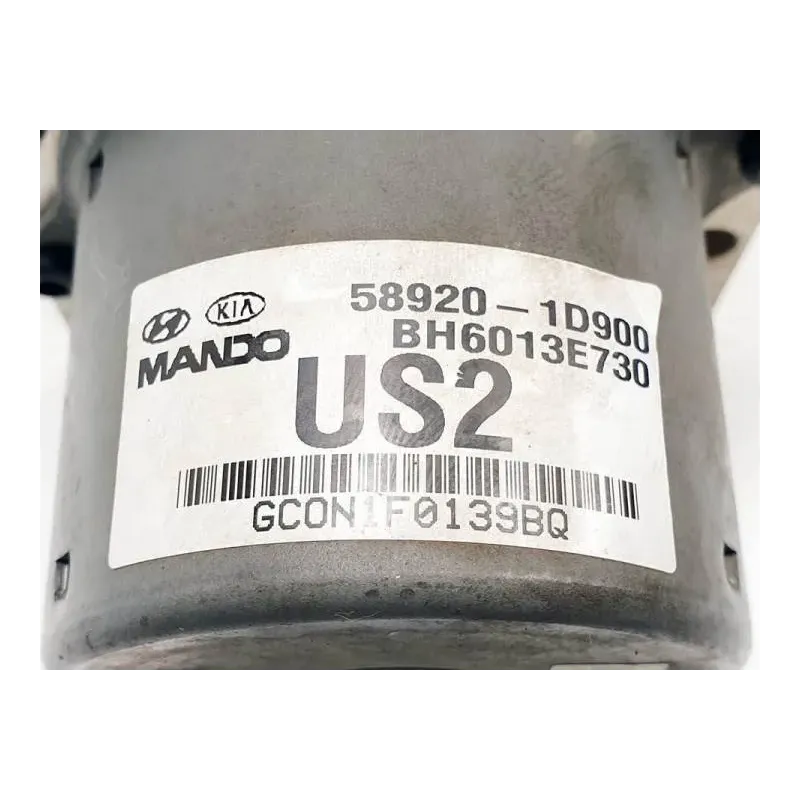 KIA 58920-1D900
MANDO BH6013E730
US2
GCON1F0139BQ